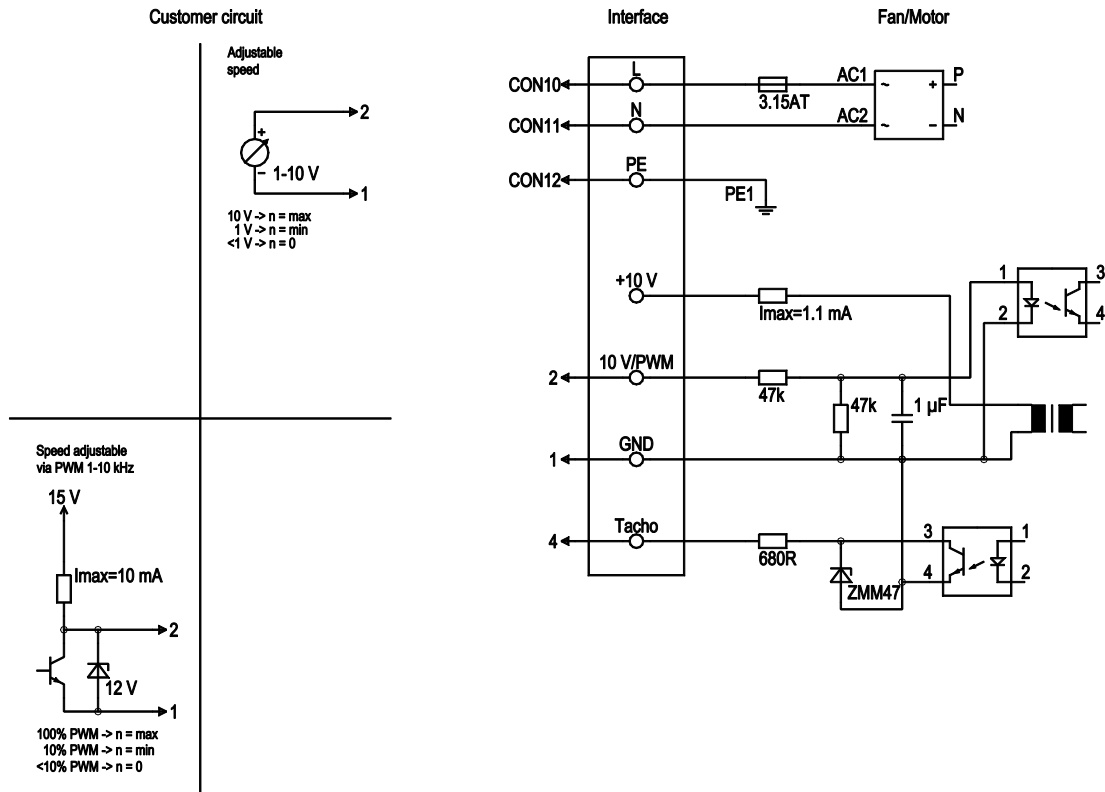 Customer circuit
Interface
Fan/Motor
Adjustable
speed
2
+
− 1-10 V
1
10 V -> n = max
1 V -> n = min
<1 V -> n = 0
Speed adjustable
via PWM 1-10 kHz
15 V
Imax=10 mA
2
12 V
1
100% PWM -> n = max
10% PWM -> n = min
<10% PWM -> n = 0
L
CON10
3.15AT
AC1
~ +
P
N
CON11
AC2
~ −
N
PE
CON12
PE1
+10 V
Imax=1.1 mA
1
2
3
4
10 V/PWM
2
47k
47k
1 µF
GND
1
Tacho
4
680R
ZMM47
3
4
1
2